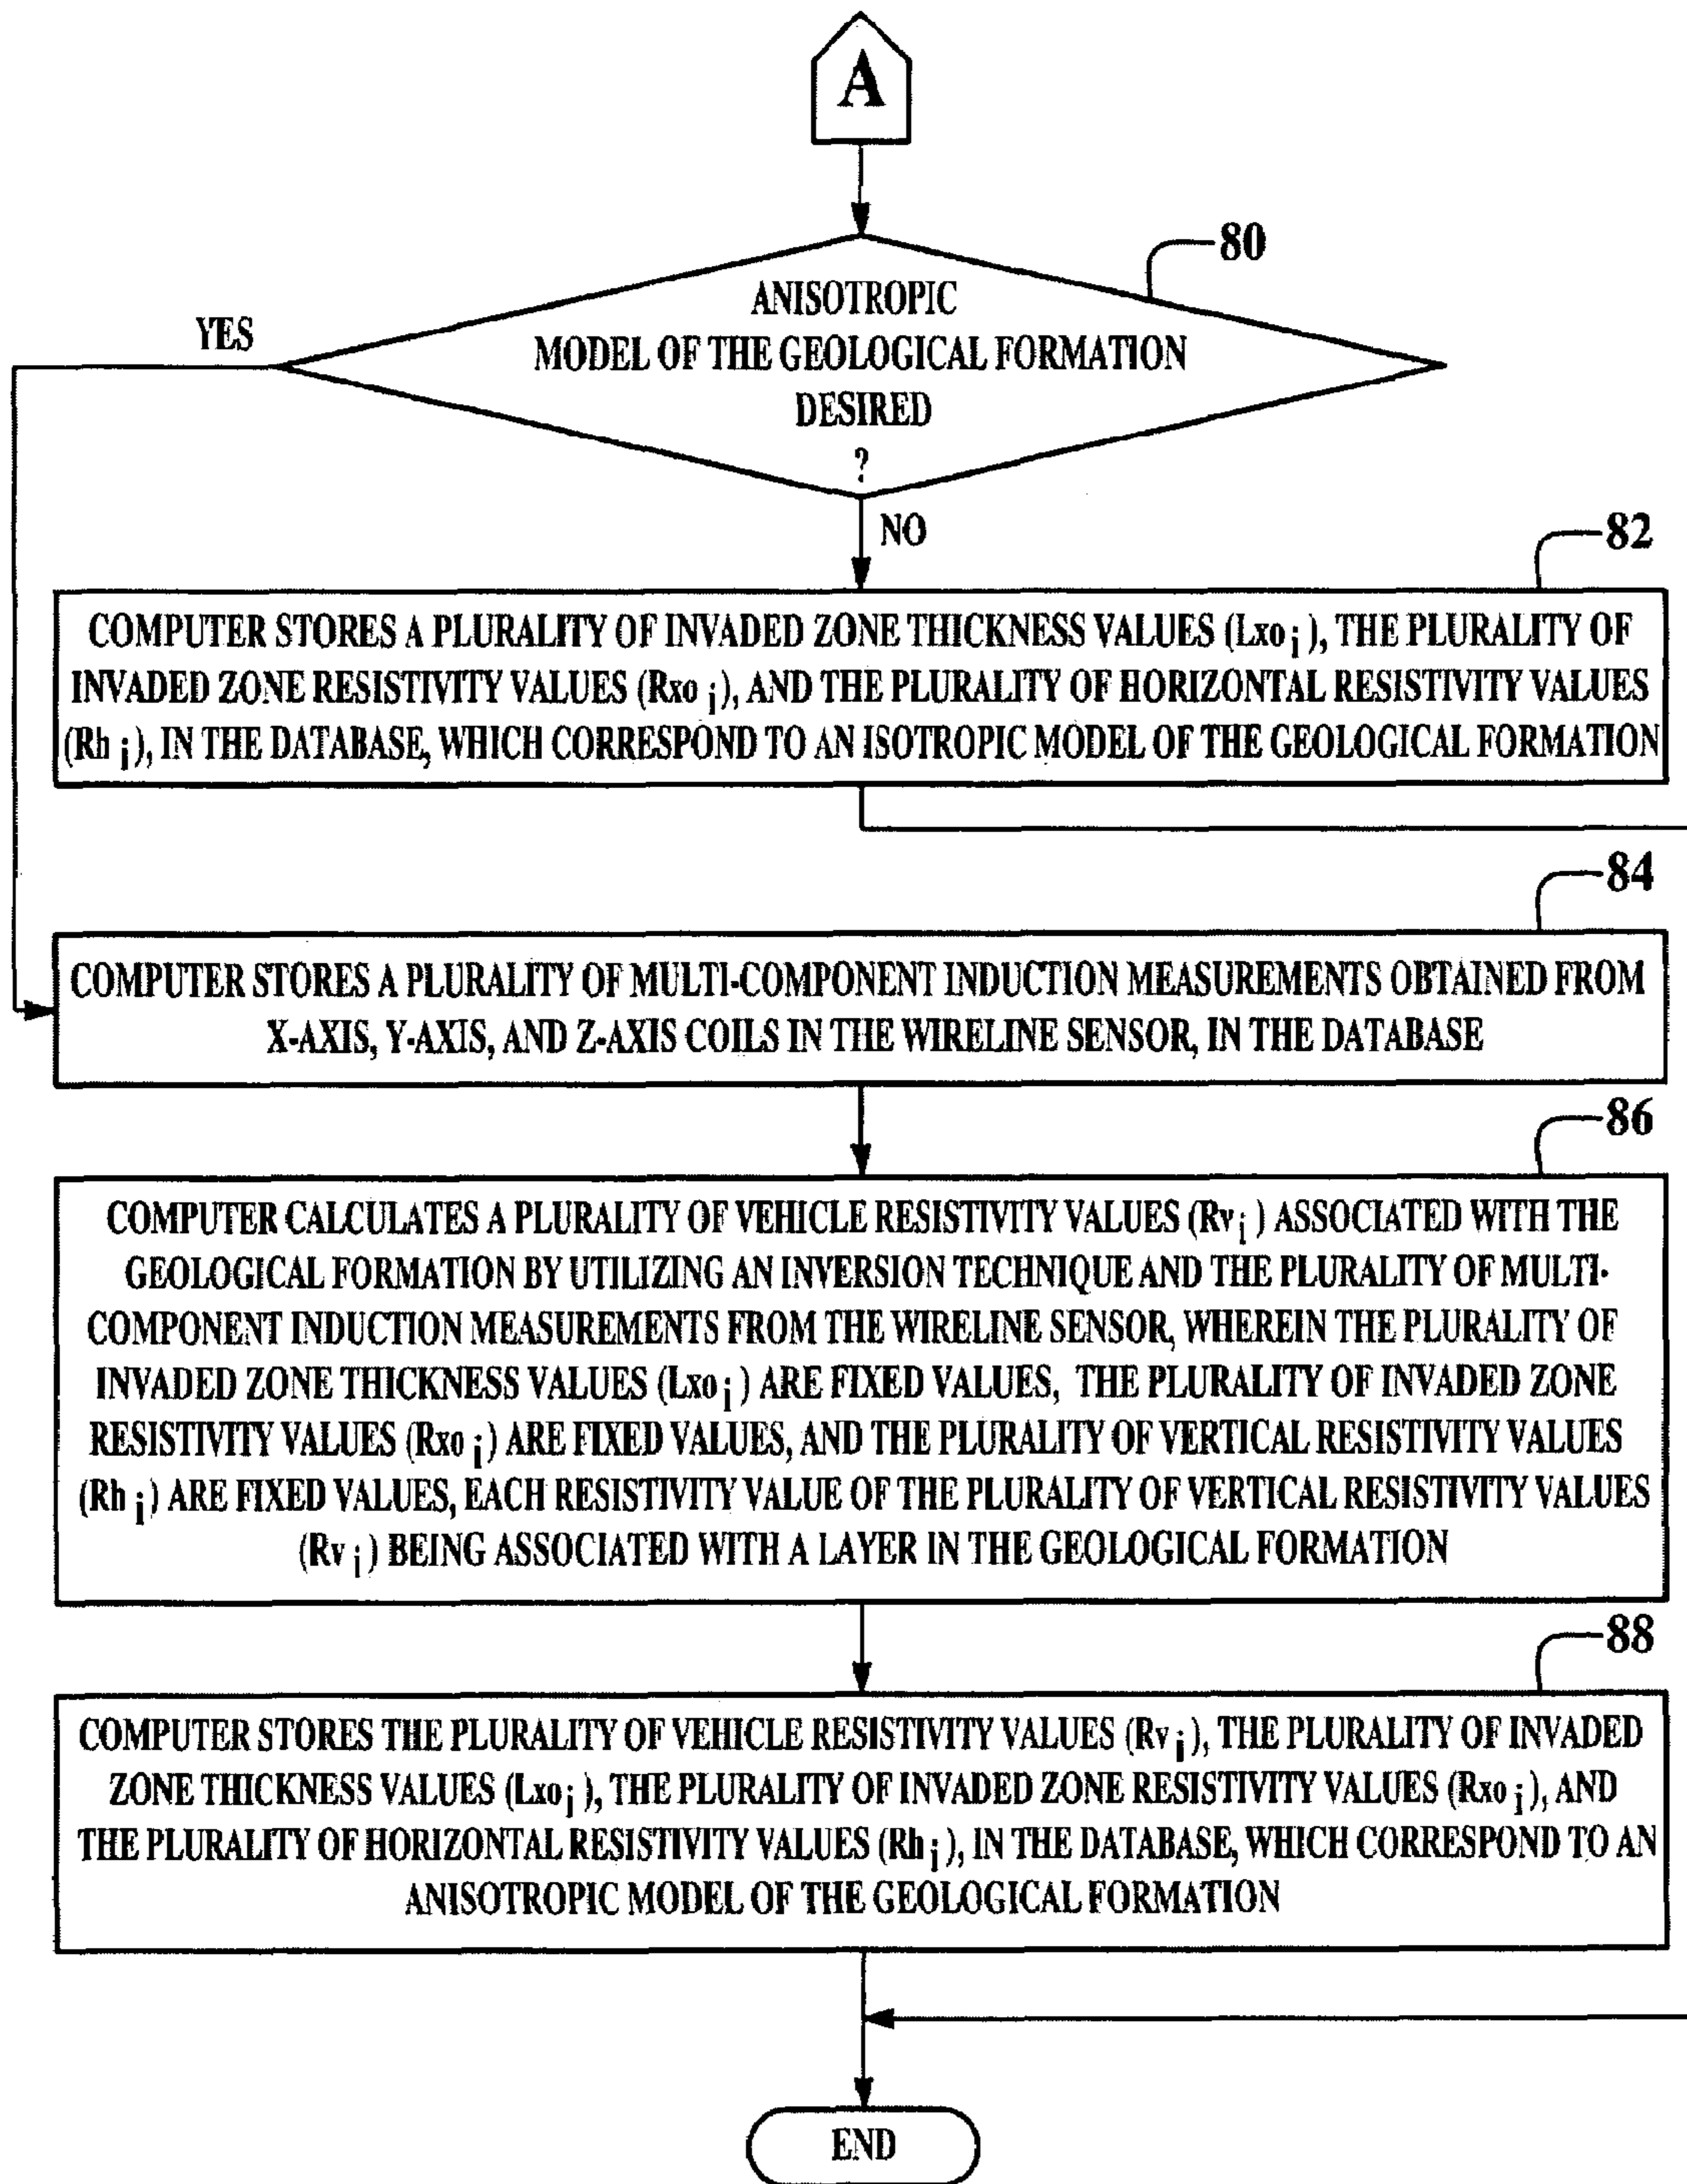 A
80
ANISOTROPIC
MODEL OF THE GEOLOGICAL FORMATION
DESIRED
?
YES
NO
82
COMPUTER STORES A PLURALITY OF INVADED ZONE THICKNESS VALUES (Lxo i), THE PLURALITY OF
INVADED ZONE RESISTIVITY VALUES (Rxo i), AND THE PLURALITY OF HORIZONTAL RESISTIVITY VALUES
(Rh i), IN THE DATABASE, WHICH CORRESPOND TO AN ISOTROPIC MODEL OF THE GEOLOGICAL FORMATION
84
COMPUTER STORES A PLURALITY OF MULTI-COMPONENT INDUCTION MEASUREMENTS OBTAINED FROM
X-AXIS, Y-AXIS, AND Z-AXIS COILS IN THE WIRELINE SENSOR, IN THE DATABASE
86
COMPUTER CALCULATES A PLURALITY OF VEHICLE RESISTIVITY VALUES (Rv i) ASSOCIATED WITH THE
GEOLOGICAL FORMATION BY UTILIZING AN INVERSION TECHNIQUE AND THE PLURALITY OF MULTI-
COMPONENT INDUCTION MEASUREMENTS FROM THE WIRELINE SENSOR, WHEREIN THE PLURALITY OF
INVADED ZONE THICKNESS VALUES (Lxo i) ARE FIXED VALUES, THE PLURALITY OF INVADED ZONE
RESISTIVITY VALUES (Rxo i) ARE FIXED VALUES, AND THE PLURALITY OF VERTICAL RESISTIVITY VALUES
(Rh i) ARE FIXED VALUES, EACH RESISTIVITY VALUE OF THE PLURALITY OF VERTICAL RESISTIVITY VALUES
(Rv i) BEING ASSOCIATED WITH A LAYER IN THE GEOLOGICAL FORMATION
88
COMPUTER STORES THE PLURALITY OF VEHICLE RESISTIVITY VALUES (Rv i), THE PLURALITY OF INVADED
ZONE THICKNESS VALUES (Lxo i), THE PLURALITY OF INVADED ZONE RESISTIVITY VALUES (Rxo i), AND
THE PLURALITY OF HORIZONTAL RESISTIVITY VALUES (Rh i), IN THE DATABASE, WHICH CORRESPOND TO AN
ANISOTROPIC MODEL OF THE GEOLOGICAL FORMATION
END